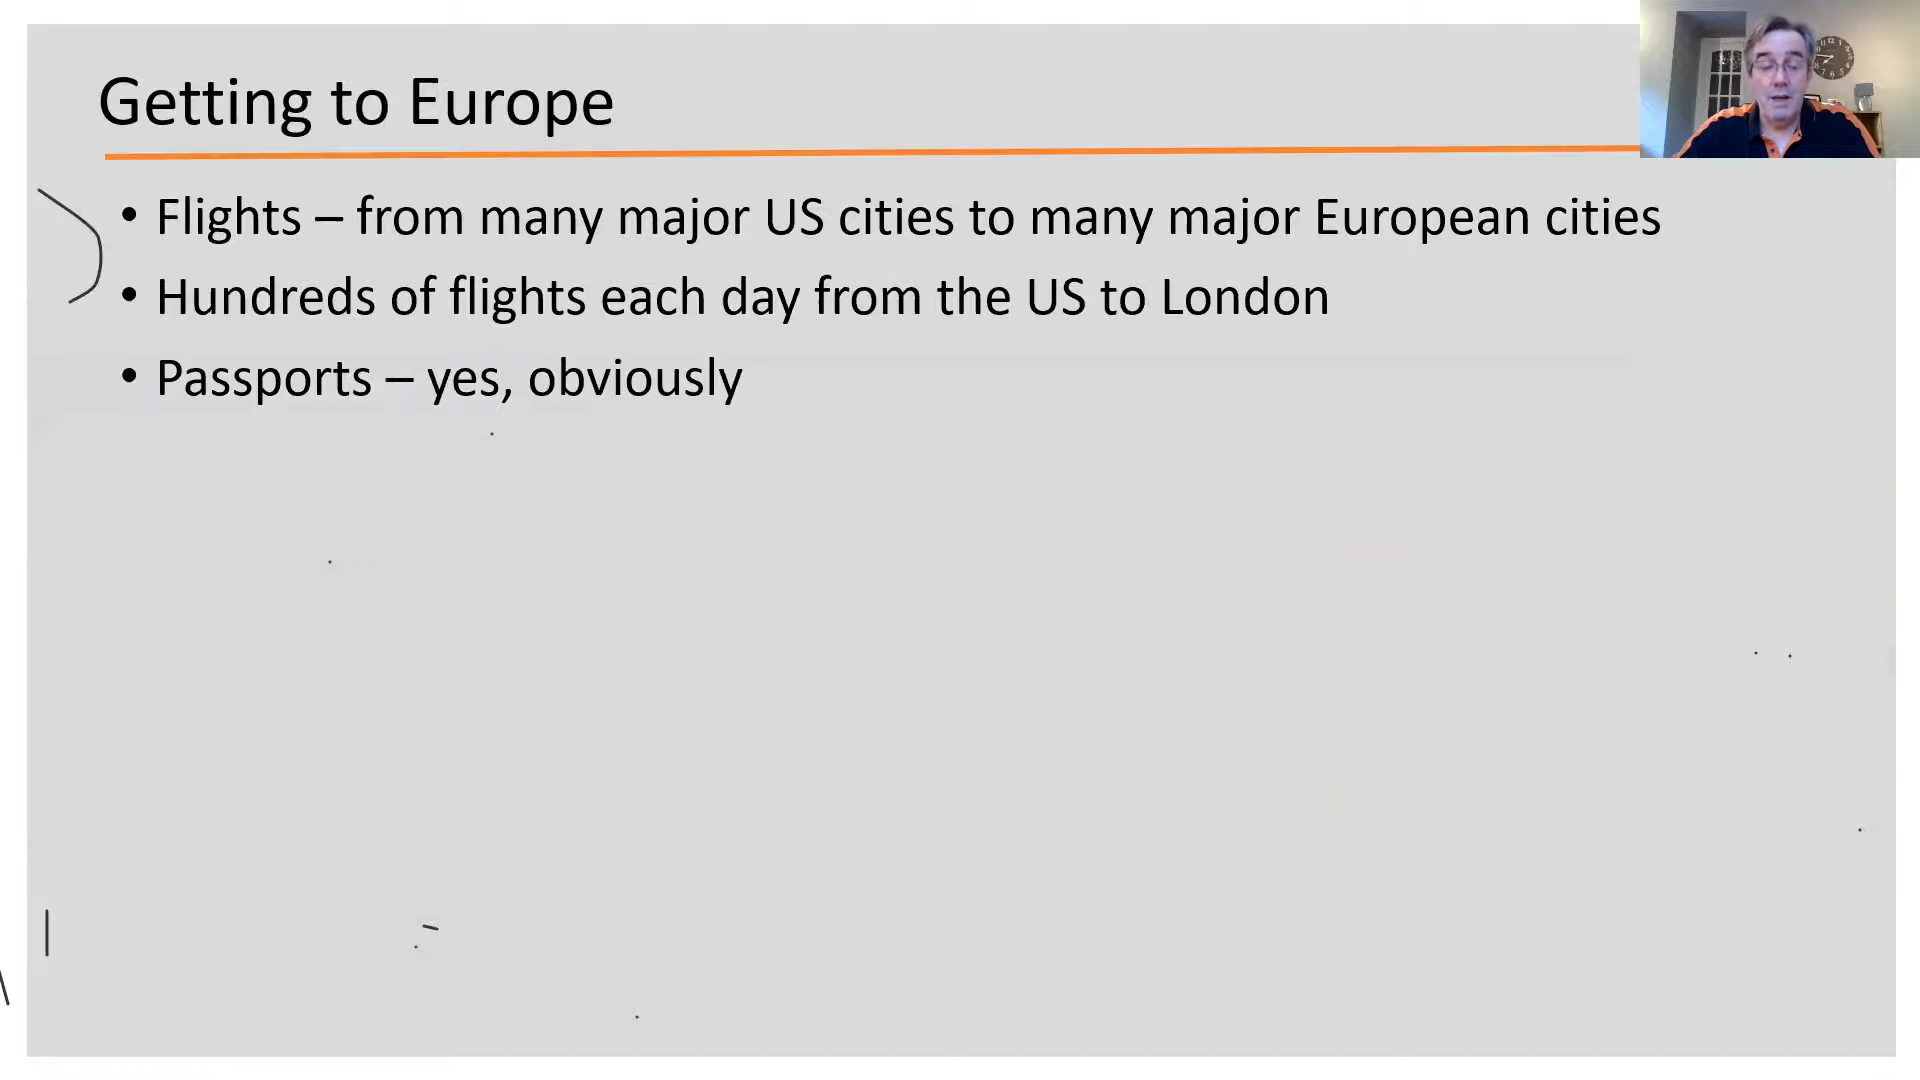 Getting to Europe
• Flights – from many major US cities to many major European cities
• Hundreds of flights each day from the US to London
• Passports – yes, obviously